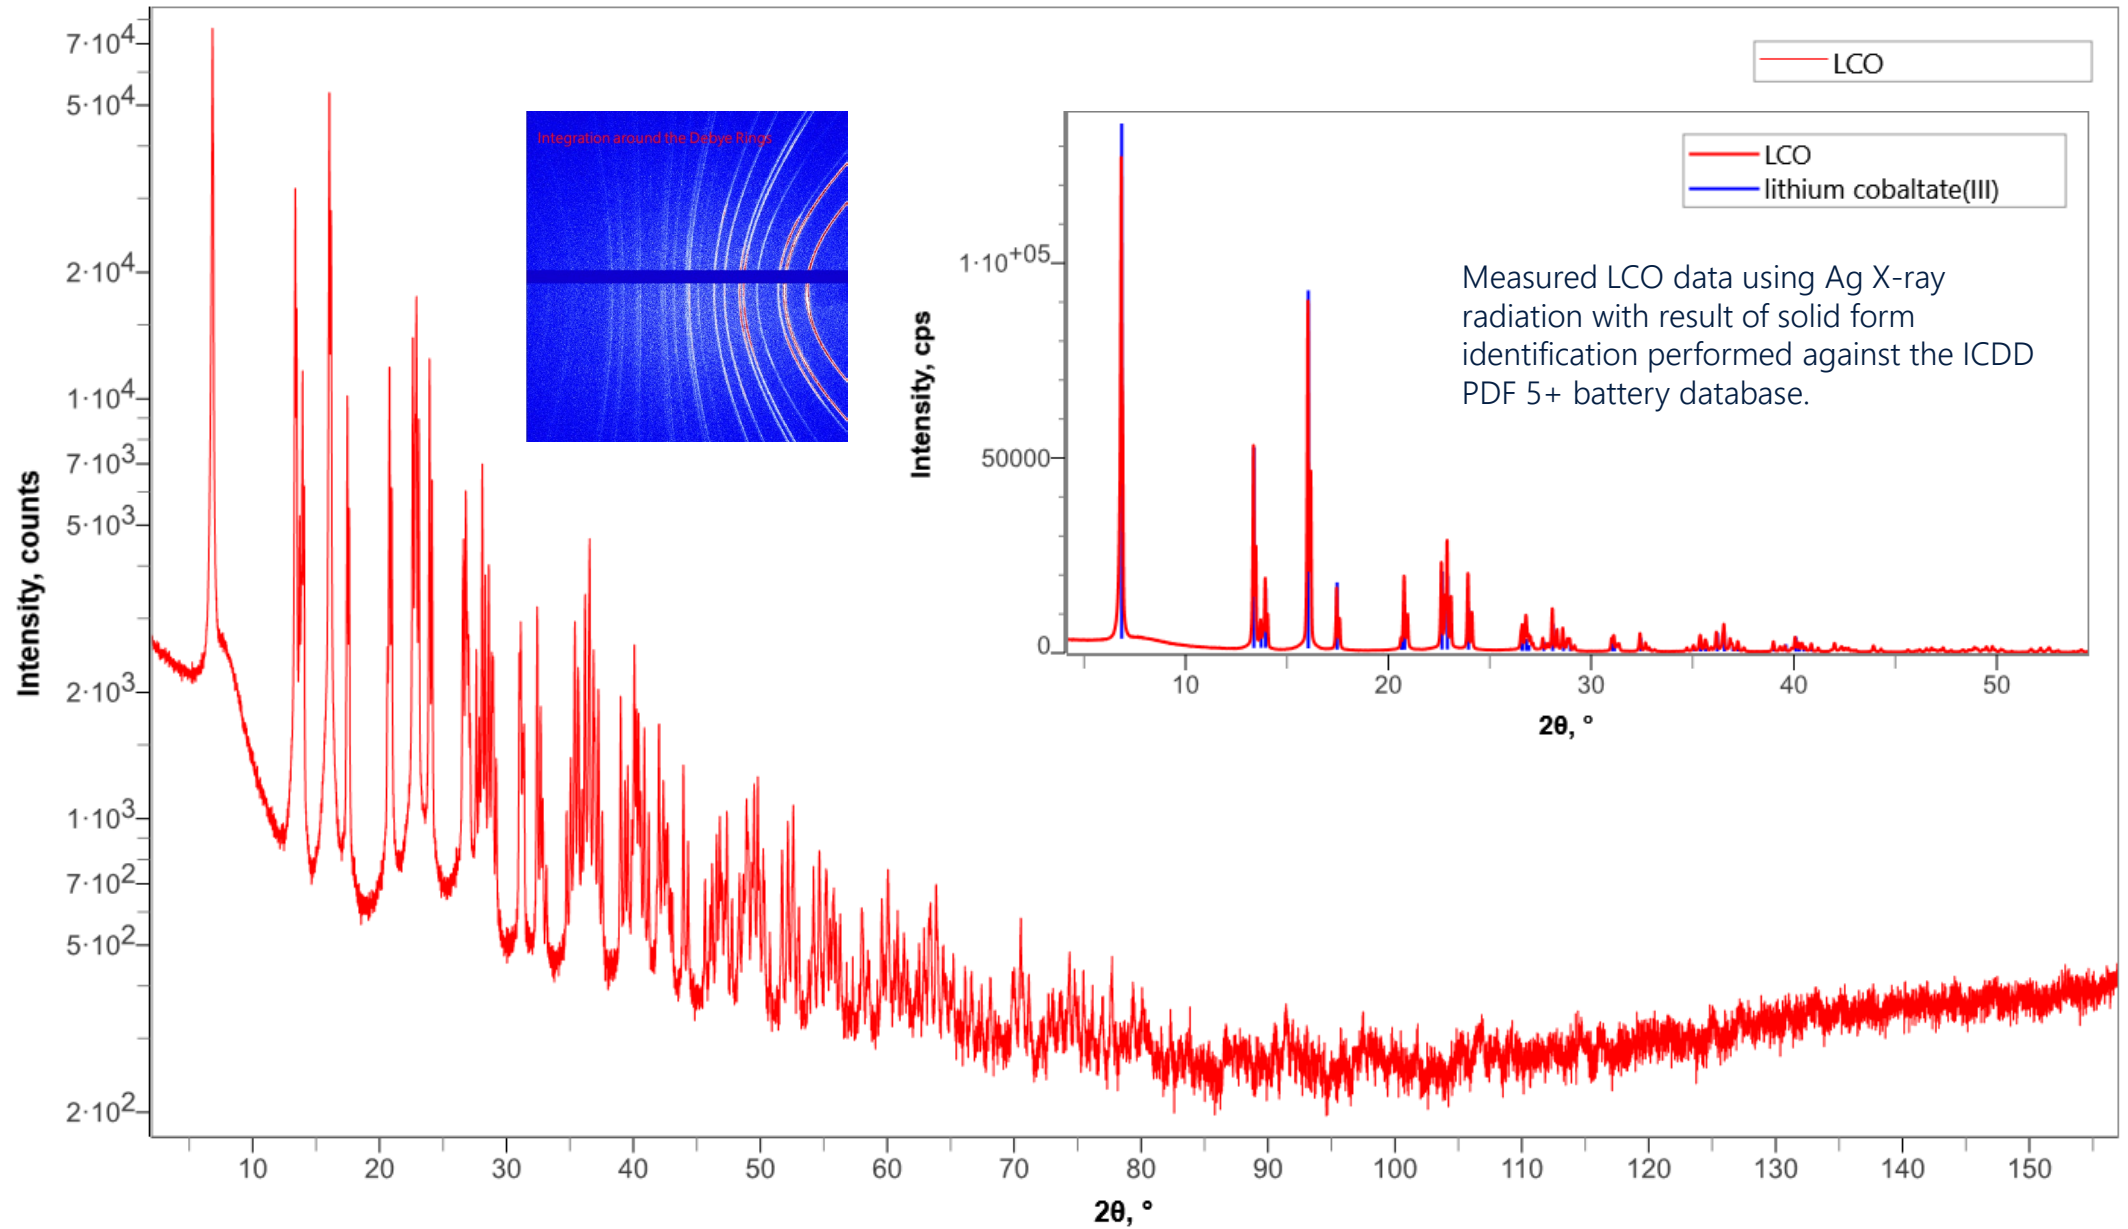 7·10⁴
5·10⁴
2·10⁴
1·10⁴
7·10³
5·10³
2·10³
1·10³
7·10²
5·10²
2·10²
Intensity, counts
10 20 30 40 50 60 70 80 90 100 110 120 130 140 150
2θ, °
LCO
Integration around the Debye Rings
LCO
lithium cobaltate(III)
Measured LCO data using Ag X-ray
radiation with result of solid form
identification performed against the ICDD
PDF 5+ battery database.
1·10⁺⁰⁵
50000
0
Intensity, cps
10 20 30 40 50
2θ, °